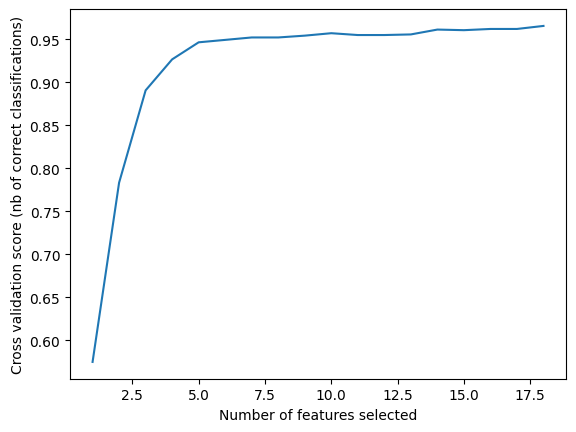 Cross validation score (nb of correct classifications)
0.95
0.90
0.85
0.80
0.75
0.70
0.65
0.60
2.5 5.0 7.5 10.0 12.5 15.0 17.5
Number of features selected